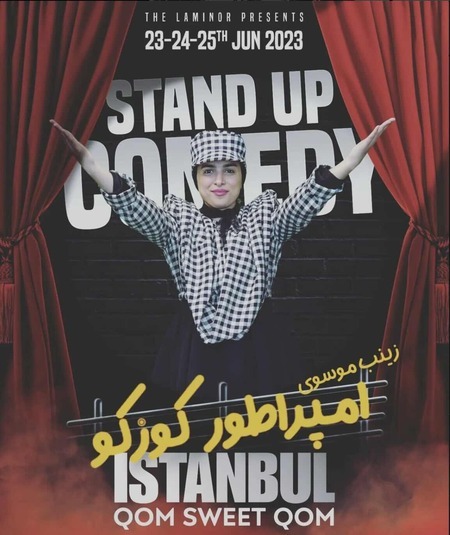 THE LAMINOR PRESENTS
23-24-25TH JUN 2023
STAND UP
COMEDY
زینب موسوی
امپراطور کوزکو
ISTANBUL
QOM SWEET QOM